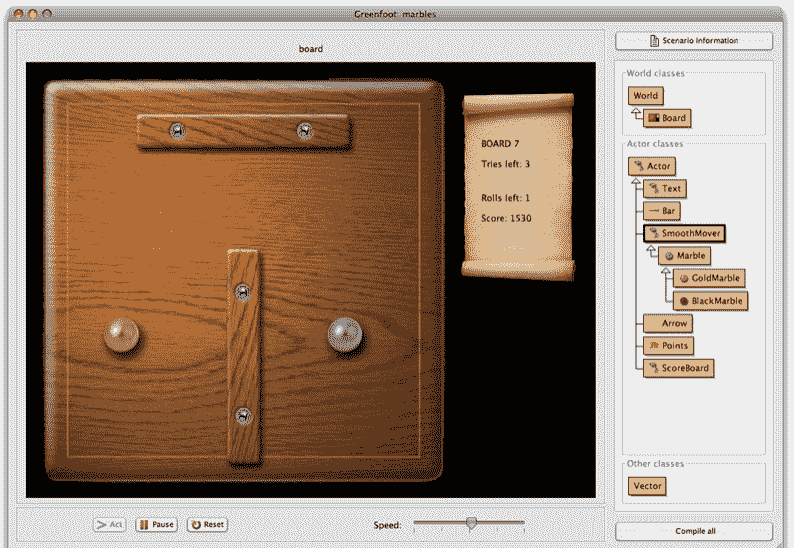 Greenfoot marbles
board
Scenario Information
BOARD 7
Tries left: 3
Rolls left: 1
Score: 1530
World classes
World
Board
Actor classes
Actor
Text
Bar
SmoothMover
Marble
GoldMarble
BlackMarble
Arrow
Points
ScoreBoard
Other classes
Vector
Act
Pause
Reset
Speed:
Compile all